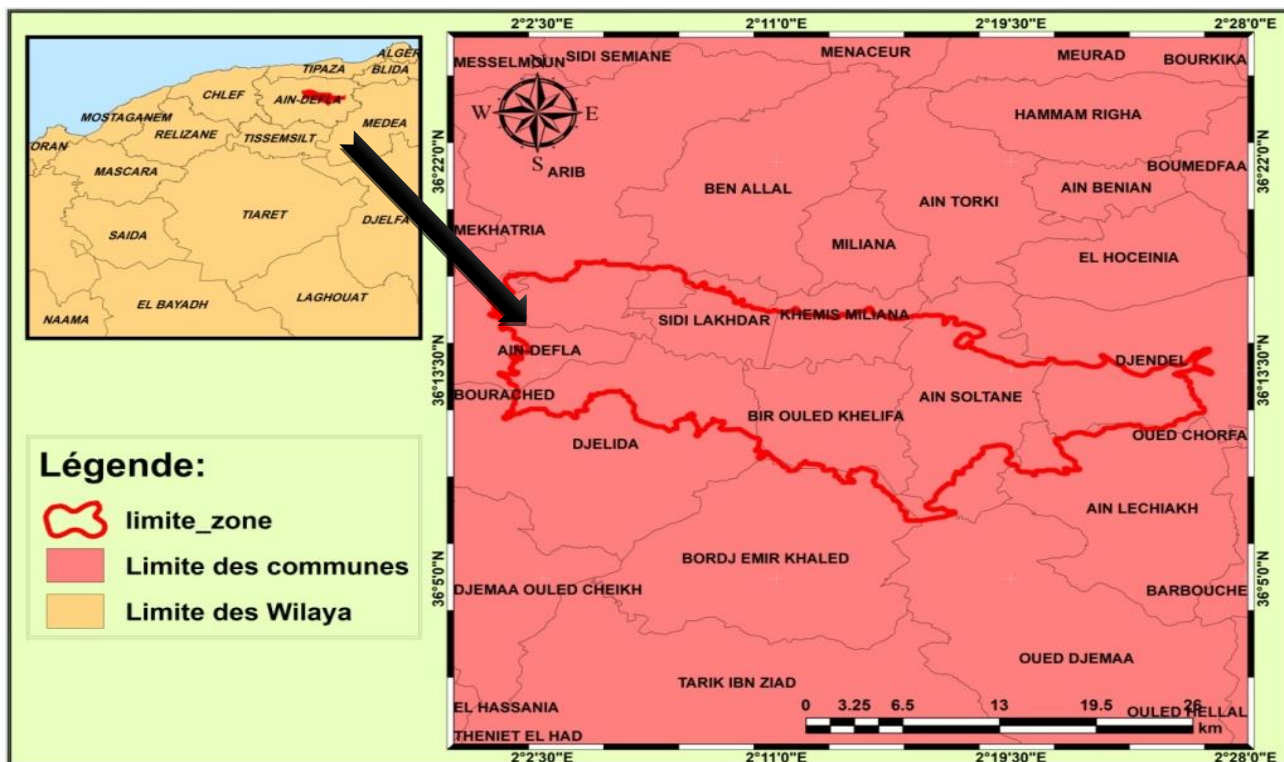 ALGER
TIPAZA
BLIDA
CHLEF
AIN-DEFLA
MOSTAGANEM
MEDEA
RELIZANE
TISSEMSILT
ORAN
MASCARA
TIARET
DJELFA
SAIDA
EL BAYADH
LAGHOUAT
NAAMA
Légende:
limite_zone
Limite des communes
Limite des Wilaya
2°2'30"E
2°11'0"E
2°19'30"E
2°28'0"E
36°22'0"N
36°13'30"N
36°5'0"N
MESSELMOUN
SIDI SEMIANE
MENACEUR
MEURAD
BOURKIKA
W
E
S
HAMMAM RIGHA
ARIB
BOUMEDFAA
BEN ALLAL
AIN BENIAN
AIN TORKI
MEKHATRIA
MILIANA
EL HOCEINIA
SIDI LAKHDAR
KHEMIS MILIANA
AIN-DEFLA
DJENDEL
BOURACHED
AIN SOLTANE
BIR OULED KHELIFA
DJELIDA
OUED CHORFA
AIN LECHIAKH
BORDJ EMIR KHALED
DJEMAA OULED CHEIKH
BARBOUCHE
OUED DJEMAA
TARIK IBN ZIAD
EL HASSANIA
OULED HELLAL
THENIET EL HAD
0 3.25 6.5 13 19.5 26
km
36°22'0"N
36°13'30"N
36°5'0"N
2°2'30"E
2°11'0"E
2°19'30"E
2°28'0"E